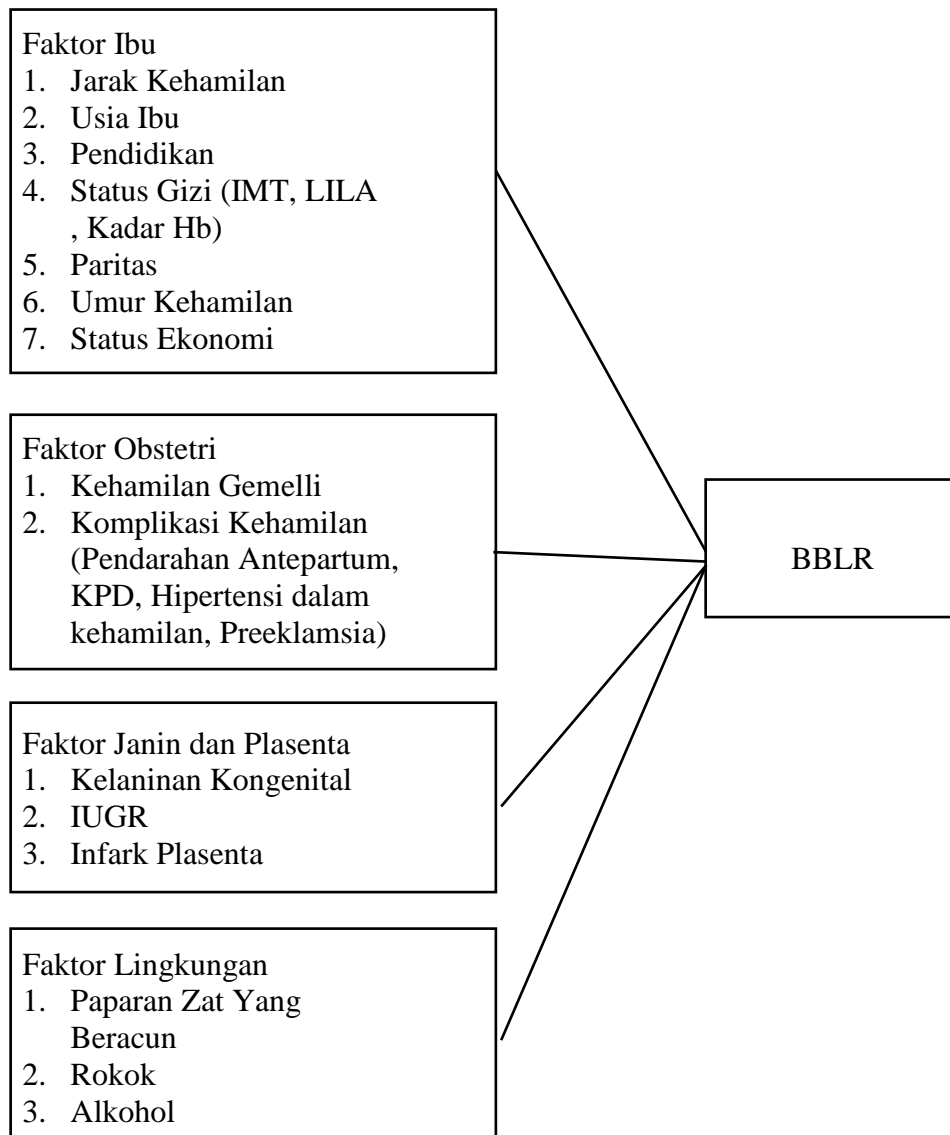 Faktor Ibu
1. Jarak Kehamilan
2. Usia Ibu
3. Pendidikan
4. Status Gizi (IMT, LILA
, Kadar Hb)
5. Paritas
6. Umur Kehamilan
7. Status Ekonomi
Faktor Obstetri
1. Kehamilan Gemelli
2. Komplikasi Kehamilan
(Pendarahan Antepartum,
KPD, Hipertensi dalam
kehamilan, Preeklamsia)
BBLR
Faktor Janin dan Plasenta
1. Kelaninan Kongenital
2. IUGR
3. Infark Plasenta
Faktor Lingkungan
1. Paparan Zat Yang
Beracun
2. Rokok
3. Alkohol